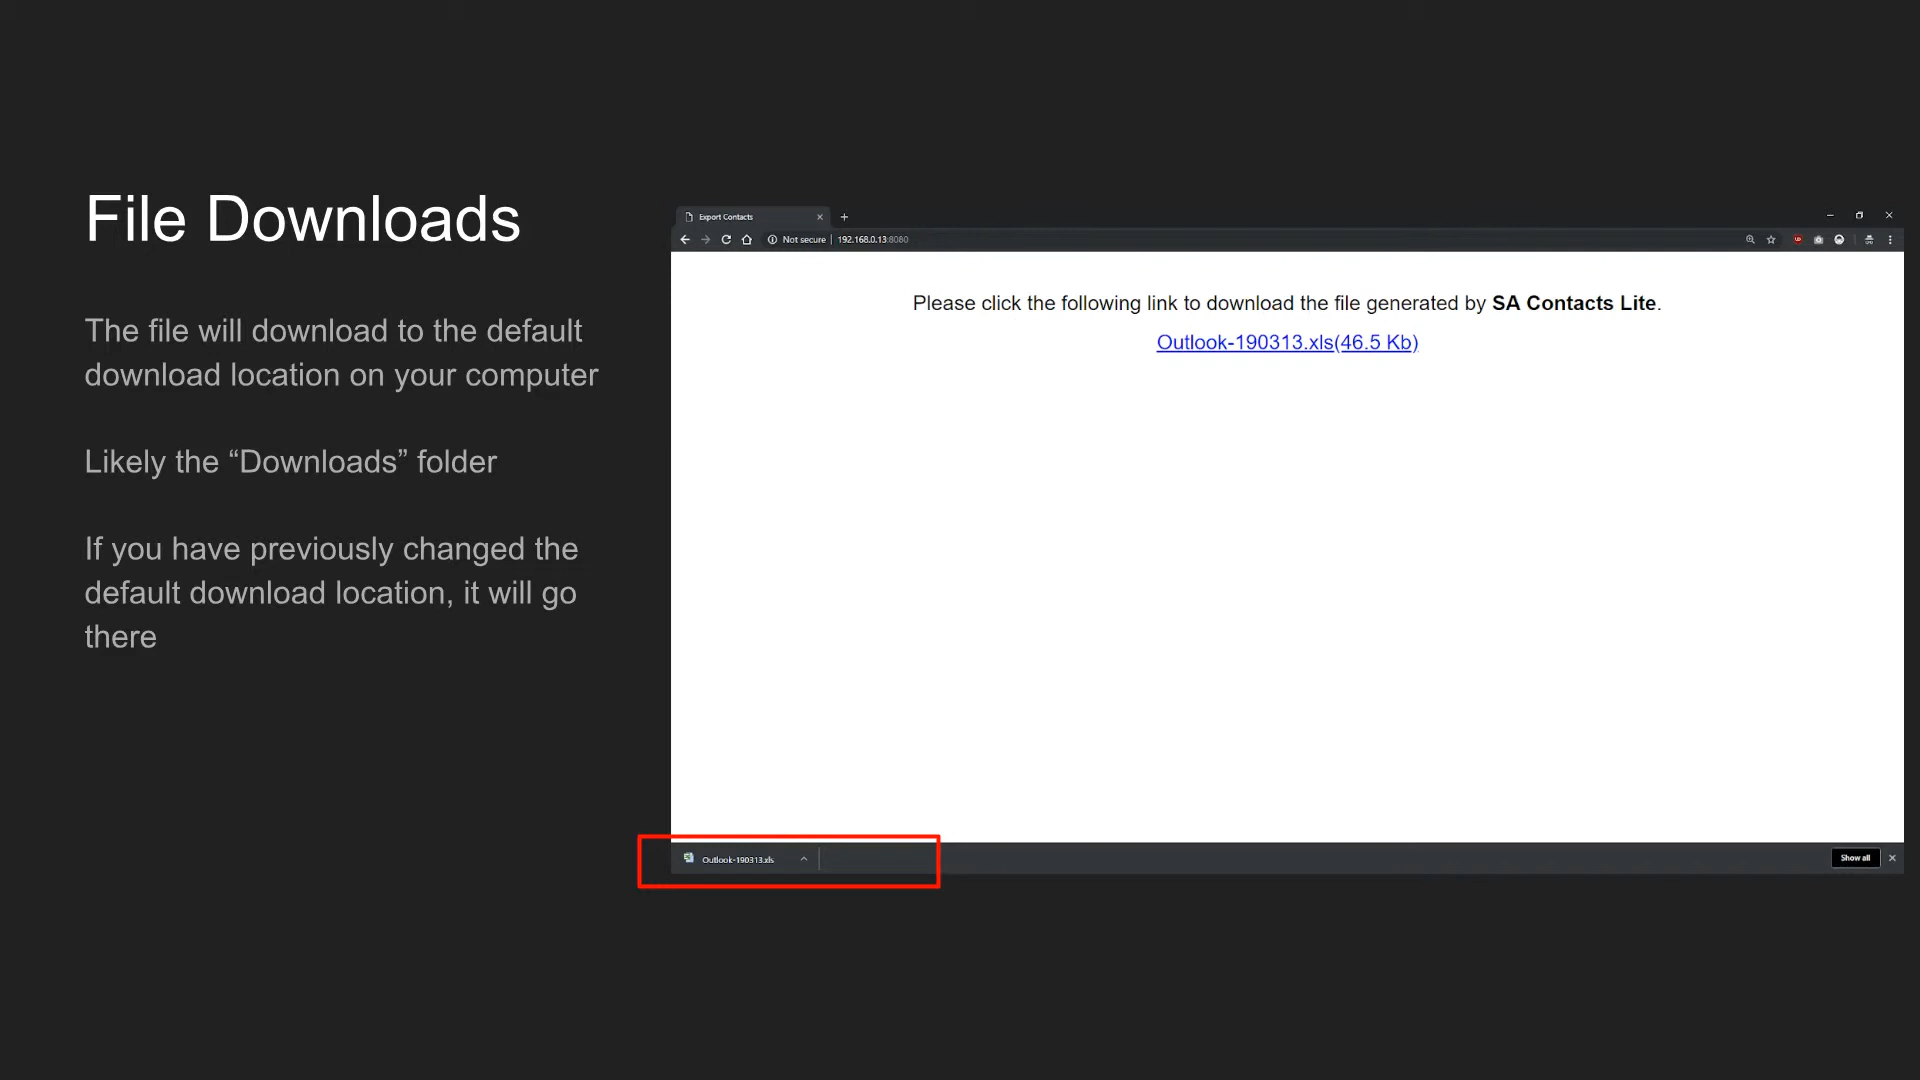 File Downloads
The file will download to the default
download location on your computer
Likely the “Downloads” folder
If you have previously changed the
default download location, it will go
there
Export Contacts
Not secure | 192.168.0.13:8080
Please click the following link to download the file generated by SA Contacts Lite.
Outlook-190313.xls(46.5 Kb)
Outlook-190313.xls
Show all